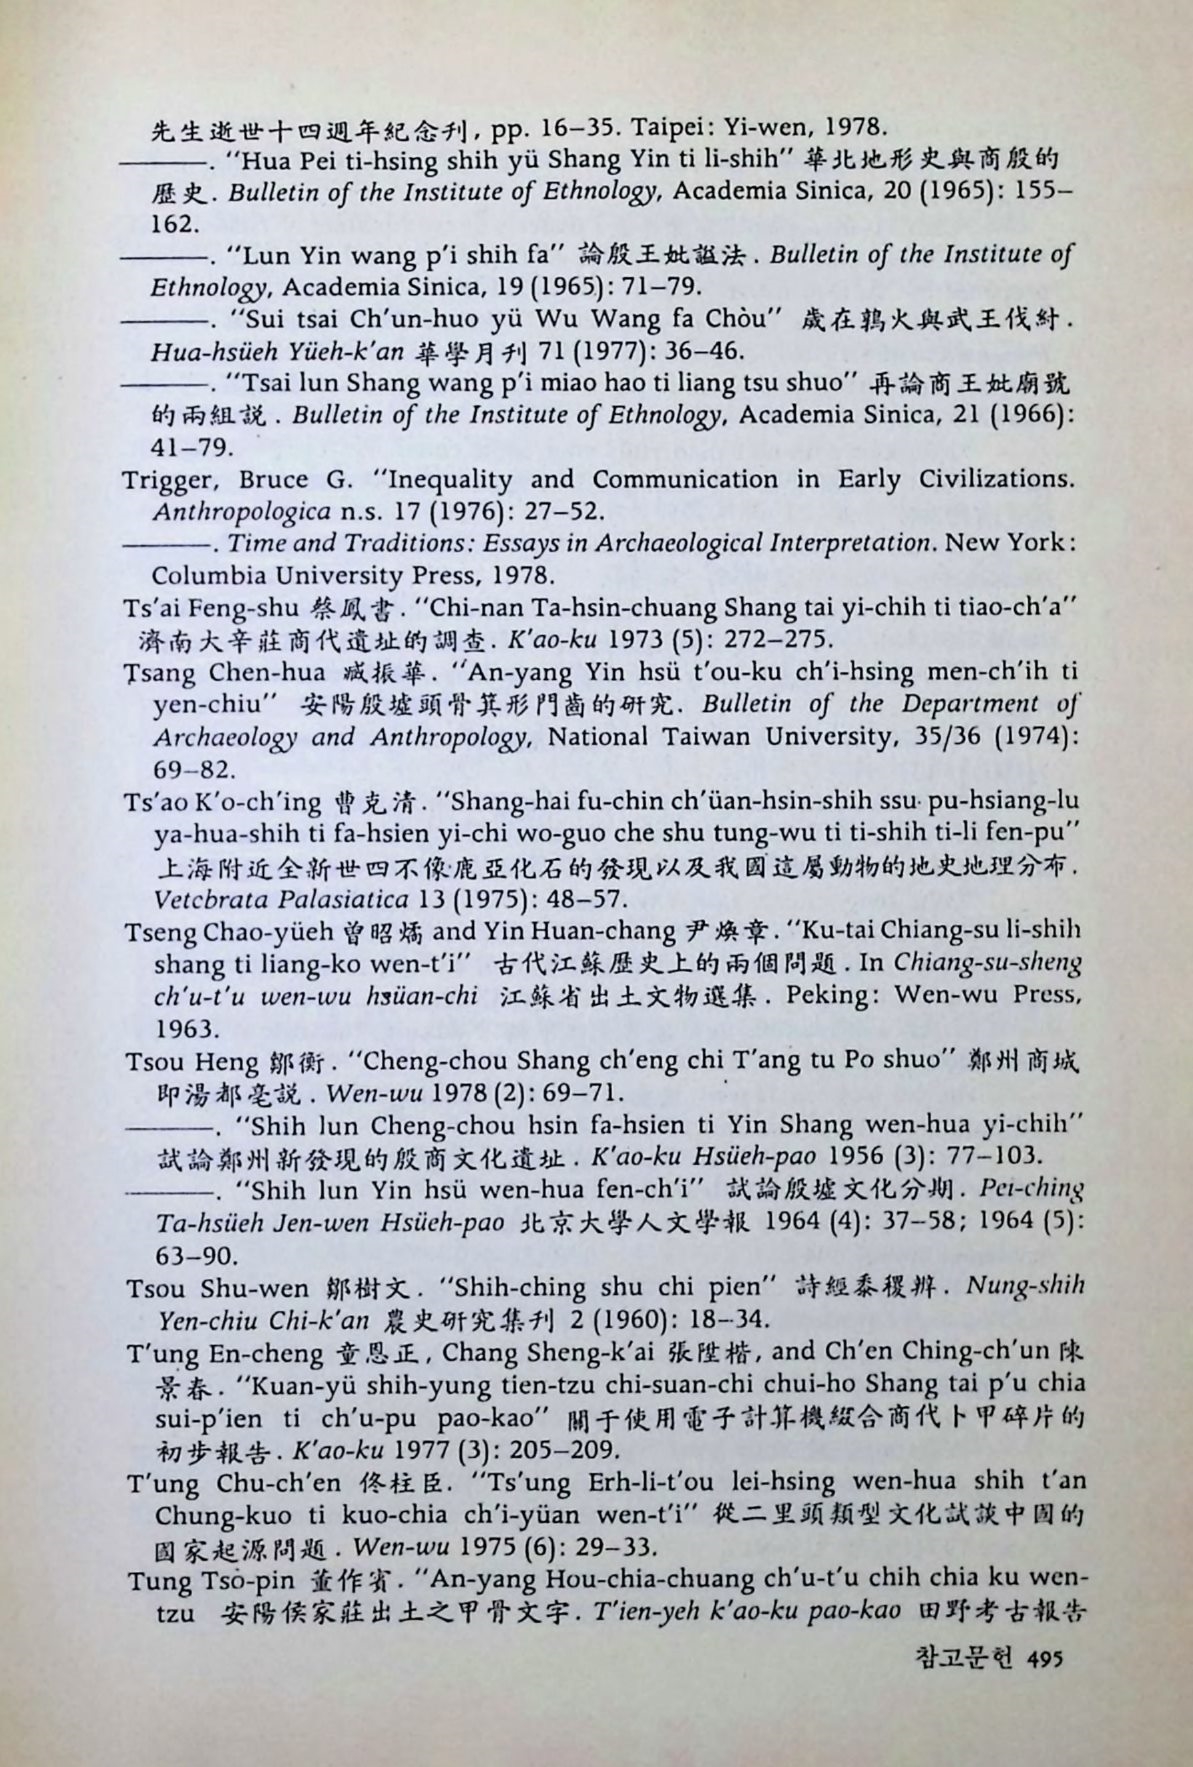 先生逝世十四週年紀念刊, pp. 16–35. Taipei: Yi-wen, 1978.
———. “Hua Pei ti-hsing shih yü Shang Yin ti li-shih” 華北地形史與商殷的
歷史. Bulletin of the Institute of Ethnology, Academia Sinica, 20 (1965): 155–
162.
———. “Lun Yin wang p'i shih fa” 論殷王妣謚法. Bulletin of the Institute of
Ethnology, Academia Sinica, 19 (1965): 71–79.
———. “Sui tsai Ch'un-huo yü Wu Wang fa Chòu” 歲在鶉火與武王伐紂.
Hua-hsüeh Yüeh-k'an 華學月刊 71 (1977): 36–46.
———. “Tsai lun Shang wang p'i miao hao ti liang tsu shuo” 再論商王妣廟號
的兩組説. Bulletin of the Institute of Ethnology, Academia Sinica, 21 (1966):
41–79.
Trigger, Bruce G. “Inequality and Communication in Early Civilizations.
Anthropologica n.s. 17 (1976): 27–52.
———. Time and Traditions: Essays in Archaeological Interpretation. New York:
Columbia University Press, 1978.
Ts'ai Feng-shu 蔡鳳書. “Chi-nan Ta-hsin-chuang Shang tai yi-chih ti tiao-ch'a”
濟南大辛莊商代遺址的調查. K'ao-ku 1973 (5): 272–275.
Tsang Chen-hua 臧振華. “An-yang Yin hsü t'ou-ku ch'i-hsing men-ch'ih ti
yen-chiu” 安陽殷墟頭骨箕形門齒的研究. Bulletin of the Department of
Archaeology and Anthropology, National Taiwan University, 35/36 (1974):
69–82.
Ts'ao K'o-ch'ing 曹克清. “Shang-hai fu-chin ch'üan-hsin-shih ssu pu-hsiang-lu
ya-hua-shih ti fa-hsien yi-chi wo-guo che shu tung-wu ti ti-shih ti-li fen-pu”
上海附近全新世四不像鹿亞化石的發現以及我國這屬動物的地史地理分布.
Vetebrata Palasiatica 13 (1975): 48–57.
Tseng Chao-yüeh 曾昭燏 and Yin Huan-chang 尹煥章. “Ku-tai Chiang-su li-shih
shang ti liang-ko wen-t'i” 古代江蘇歷史上的兩個問題. In Chiang-su-sheng
ch'u-t'u wen-wu hsüan-chi 江蘇省出土文物選集. Peking: Wen-wu Press,
1963.
Tsou Heng 鄒衡. “Cheng-chou Shang ch'eng chi T'ang tu Po shuo” 鄭州商城
即湯都亳説. Wen-wu 1978 (2): 69–71.
———. “Shih lun Cheng-chou hsin fa-hsien ti Yin Shang wen-hua yi-chih”
試論鄭州新發現的殷商文化遺址. K'ao-ku Hsüeh-pao 1956 (3): 77–103.
———. “Shih lun Yin hsü wen-hua fen-ch'i” 試論殷墟文化分期. Pei-ching
Ta-hsüeh Jen-wen Hsüeh-pao 北京大學人文學報 1964 (4): 37–58; 1964 (5):
63–90.
Tsou Shu-wen 鄒樹文. “Shih-ching shu chi pien” 詩經黍稷辨. Nung-shih
Yen-chiu Chi-k'an 農史研究集刊 2 (1960): 18–34.
T'ung En-cheng 童恩正, Chang Sheng-k'ai 張陞楷, and Ch'en Ching-ch'un 陳
景春. “Kuan-yü shih-yung tien-tzu chi-suan-chi chui-ho Shang tai p'u chia
sui-p'ien ti ch'u-pu pao-kao” 關于使用電子計算機綴合商代卜甲碎片的
初步報告. K'ao-ku 1977 (3): 205–209.
T'ung Chu-ch'en 佟柱臣. “Ts'ung Erh-li-t'ou lei-hsing wen-hua shih t'an
Chung-kuo ti kuo-chia ch'i-yüan wen-t'i” 從二里頭類型文化試談中國的
國家起源問題. Wen-wu 1975 (6): 29–33.
Tung Tso-pin 董作賓. “An-yang Hou-chia-chuang ch'u-t'u chih chia ku wen-
tzu 安陽侯家莊出土之甲骨文字. T'ien-yeh k'ao-ku pao-kao 田野考古報告
참고문헌 495